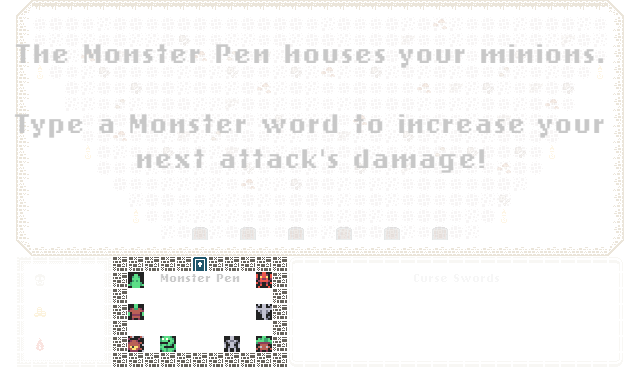 The Monster Pen houses your minions.
Type a Monster word to increase your
next attack's damage!
Monster Pen
Curse Swords